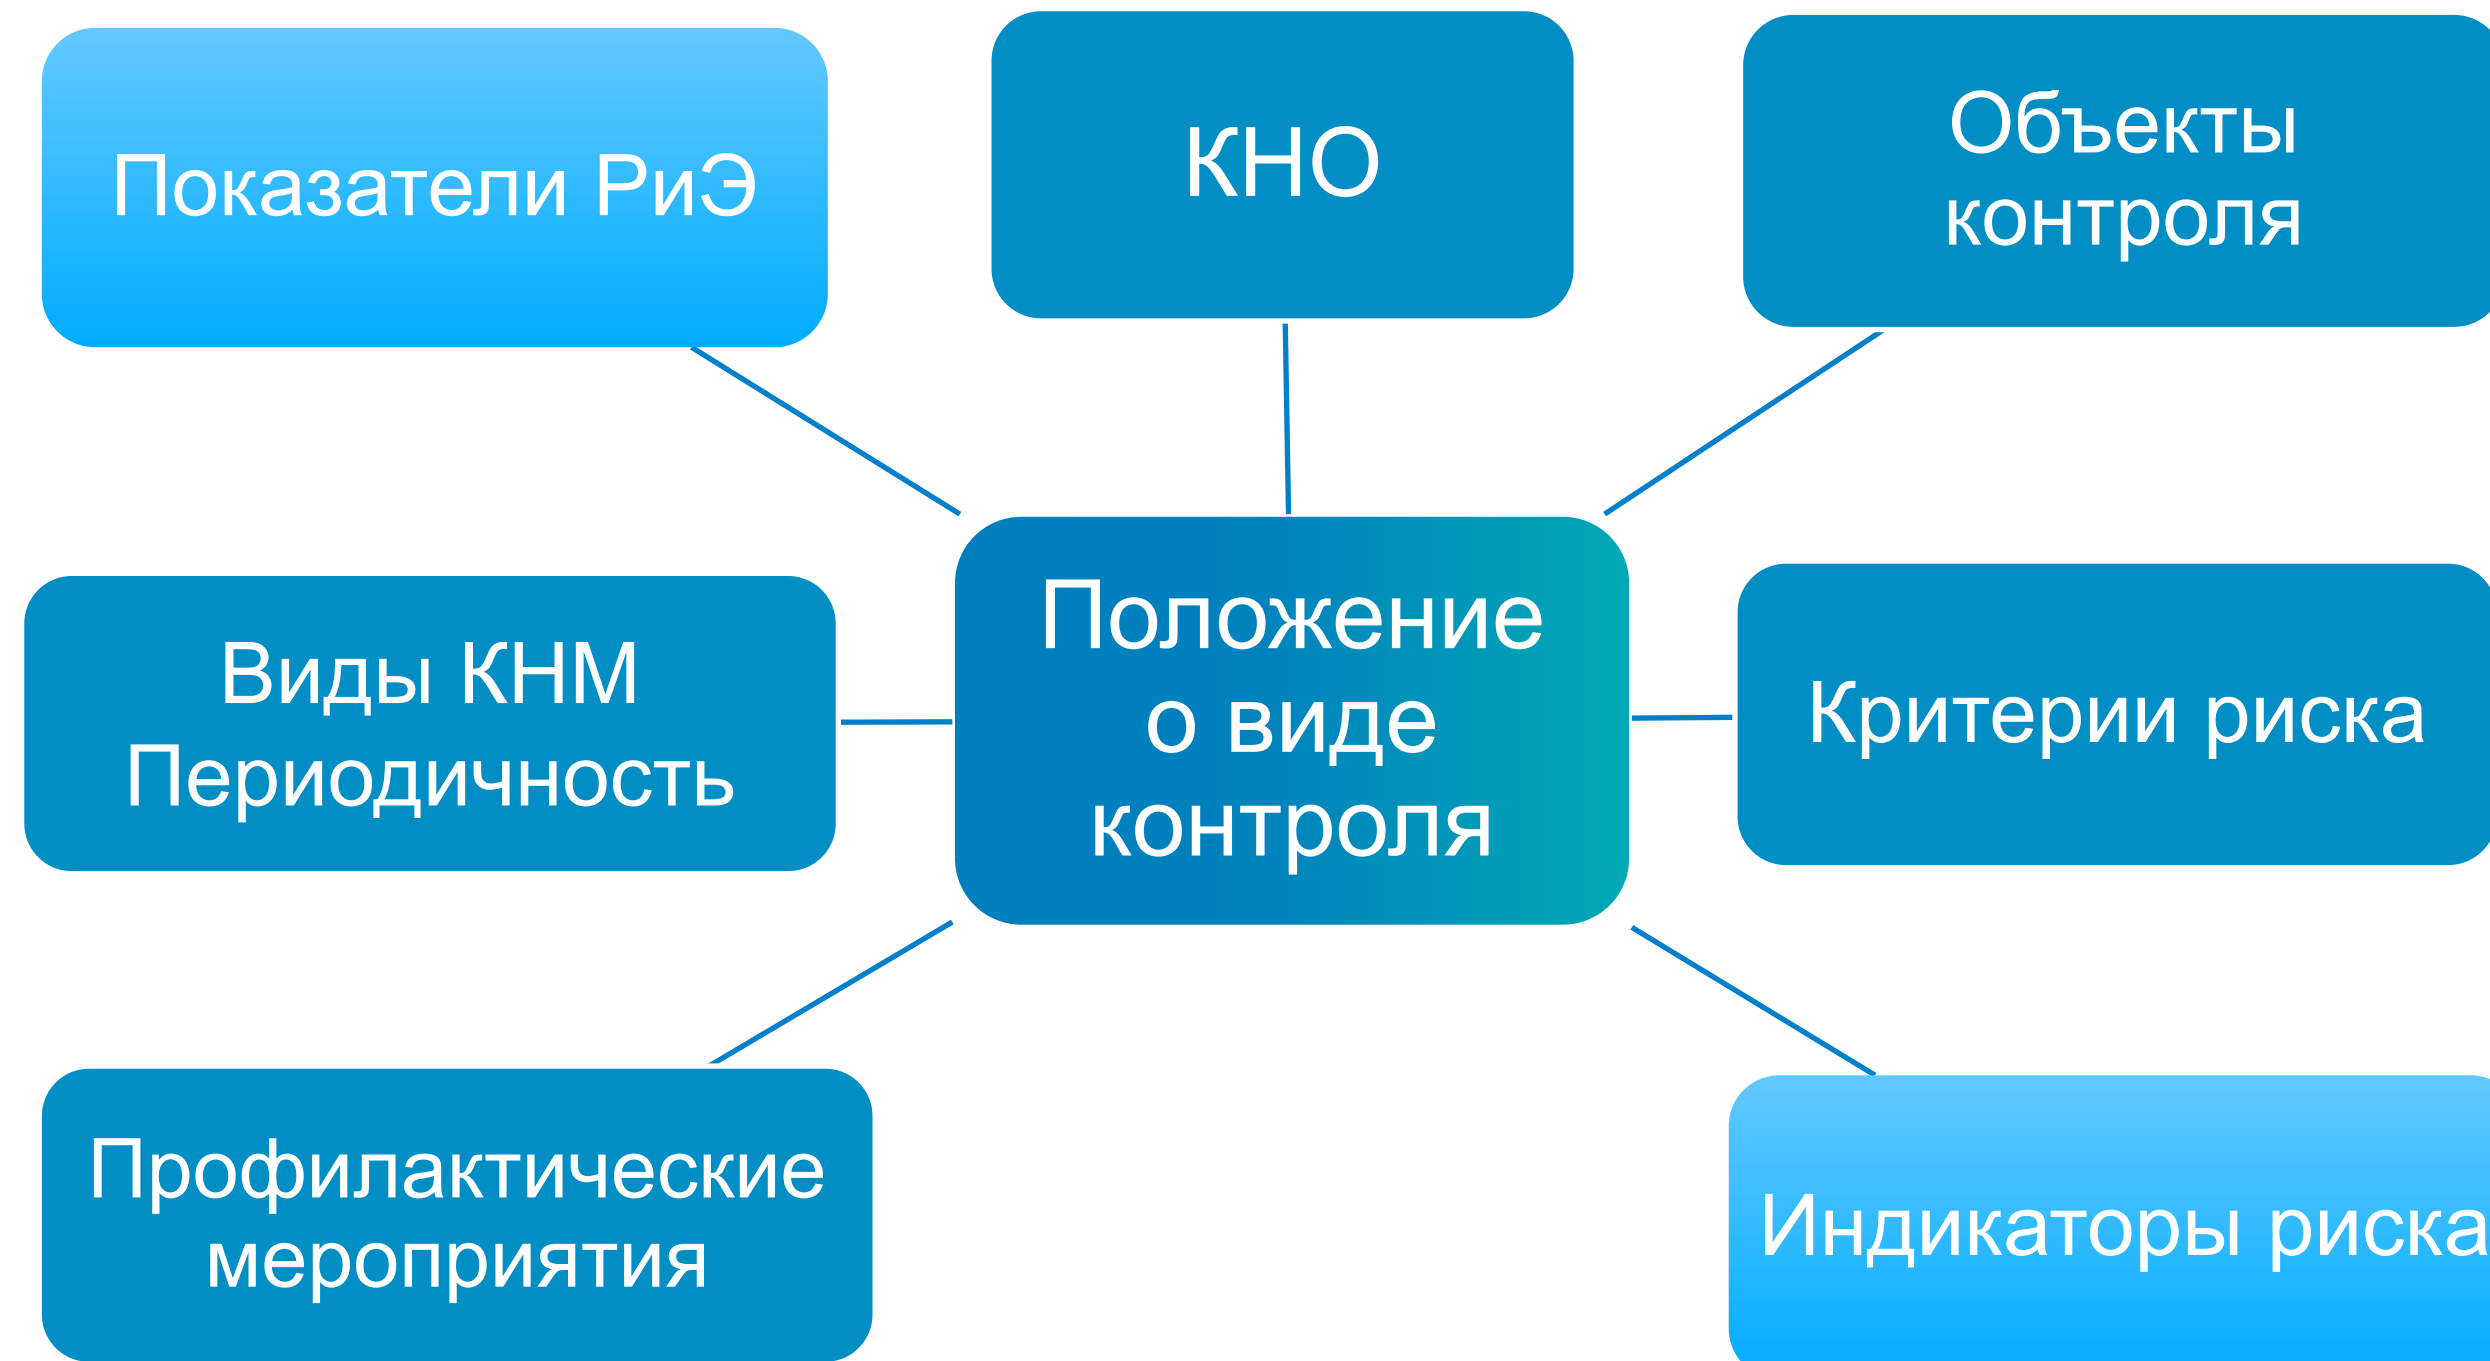 Показатели РиЭ
КНО
Объекты
контроля
Виды КНМ
Периодичность
Положение
о виде
контроля
Критерии риска
Профилактические
мероприятия
Индикаторы риска